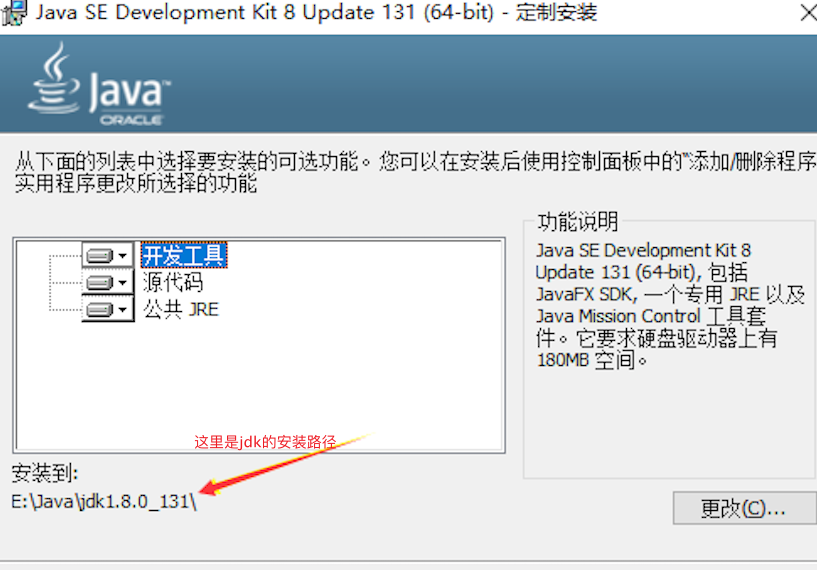 Java SE Development Kit 8 Update 131 (64-bit) - 定制安装
Java™
ORACLE
从下面的列表中选择要安装的可选功能。您可以在安装后使用控制面板中的“添加/删除程序
实用程序更改所选择的功能
开发工具
源代码
公共 JRE
功能说明
Java SE Development Kit 8
Update 131 (64-bit), 包括
JavaFX SDK, 一个专用 JRE 以及
Java Mission Control 工具套
件。它要求硬盘驱动器上有
180MB 空间。
这里是jdk的安装路径
安装到:
E:\Java\jdk1.8.0_131\
更改(C)...